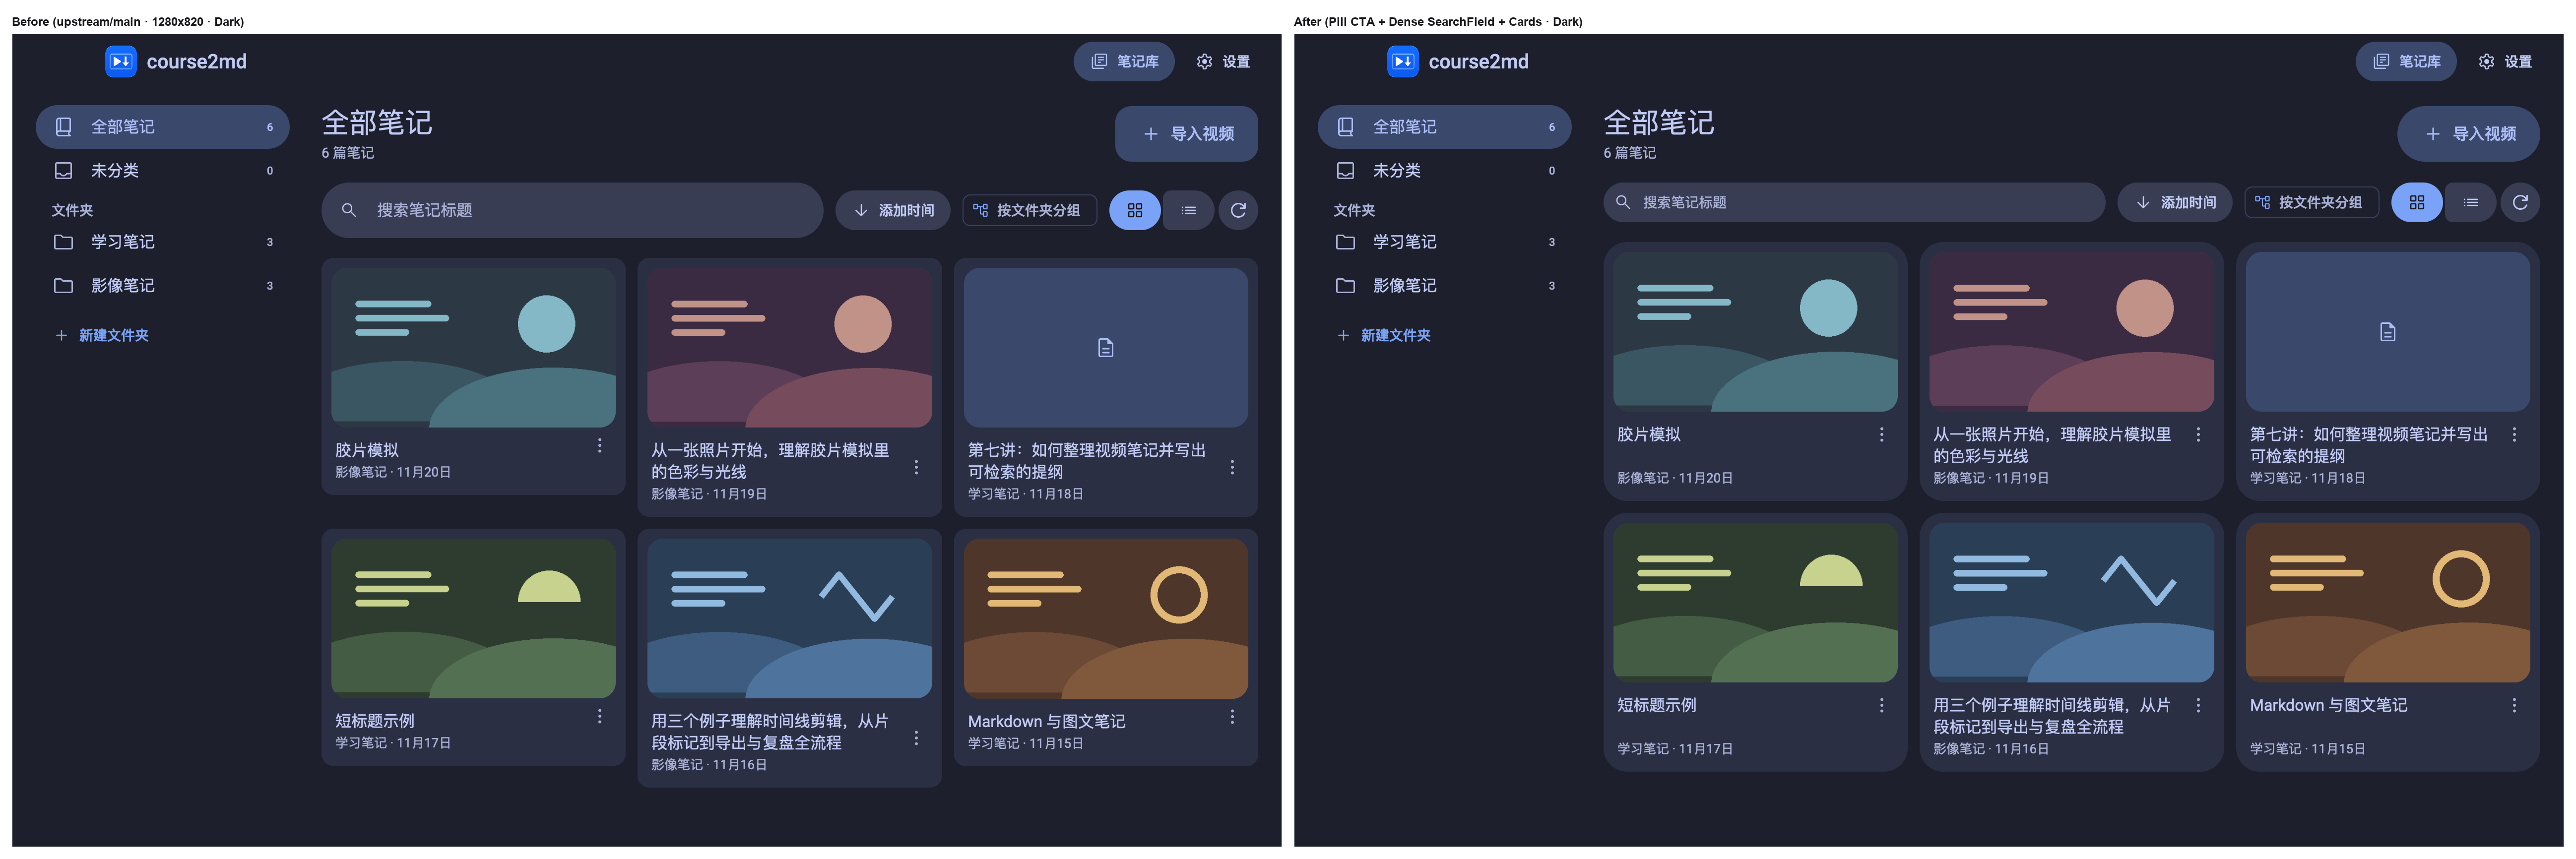 Before (upstream/main · 1280x820 · Dark)
course2md
笔记库
设置
全部笔记
6
未分类
0
文件夹
学习笔记
3
影像笔记
3
新建文件夹
全部笔记
6 篇笔记
导入视频
搜索笔记标题
添加时间
按文件夹分组
胶片模拟
影像笔记 · 11月20日
从一张照片开始，理解胶片模拟里
的色彩与光线
影像笔记 · 11月19日
第七讲：如何整理视频笔记并写出
可检索的提纲
学习笔记 · 11月18日
短标题示例
学习笔记 · 11月17日
用三个例子理解时间线剪辑，从片
段标记到导出与复盘全流程
影像笔记 · 11月16日
Markdown 与图文笔记
学习笔记 · 11月15日
After (Pill CTA + Dense SearchField + Cards · Dark)
course2md
笔记库
设置
全部笔记
6
未分类
0
文件夹
学习笔记
3
影像笔记
3
新建文件夹
全部笔记
6 篇笔记
导入视频
搜索笔记标题
添加时间
按文件夹分组
胶片模拟
影像笔记 · 11月20日
从一张照片开始，理解胶片模拟里
的色彩与光线
影像笔记 · 11月19日
第七讲：如何整理视频笔记并写出
可检索的提纲
学习笔记 · 11月18日
短标题示例
学习笔记 · 11月17日
用三个例子理解时间线剪辑，从片
段标记到导出与复盘全流程
影像笔记 · 11月16日
Markdown 与图文笔记
学习笔记 · 11月15日